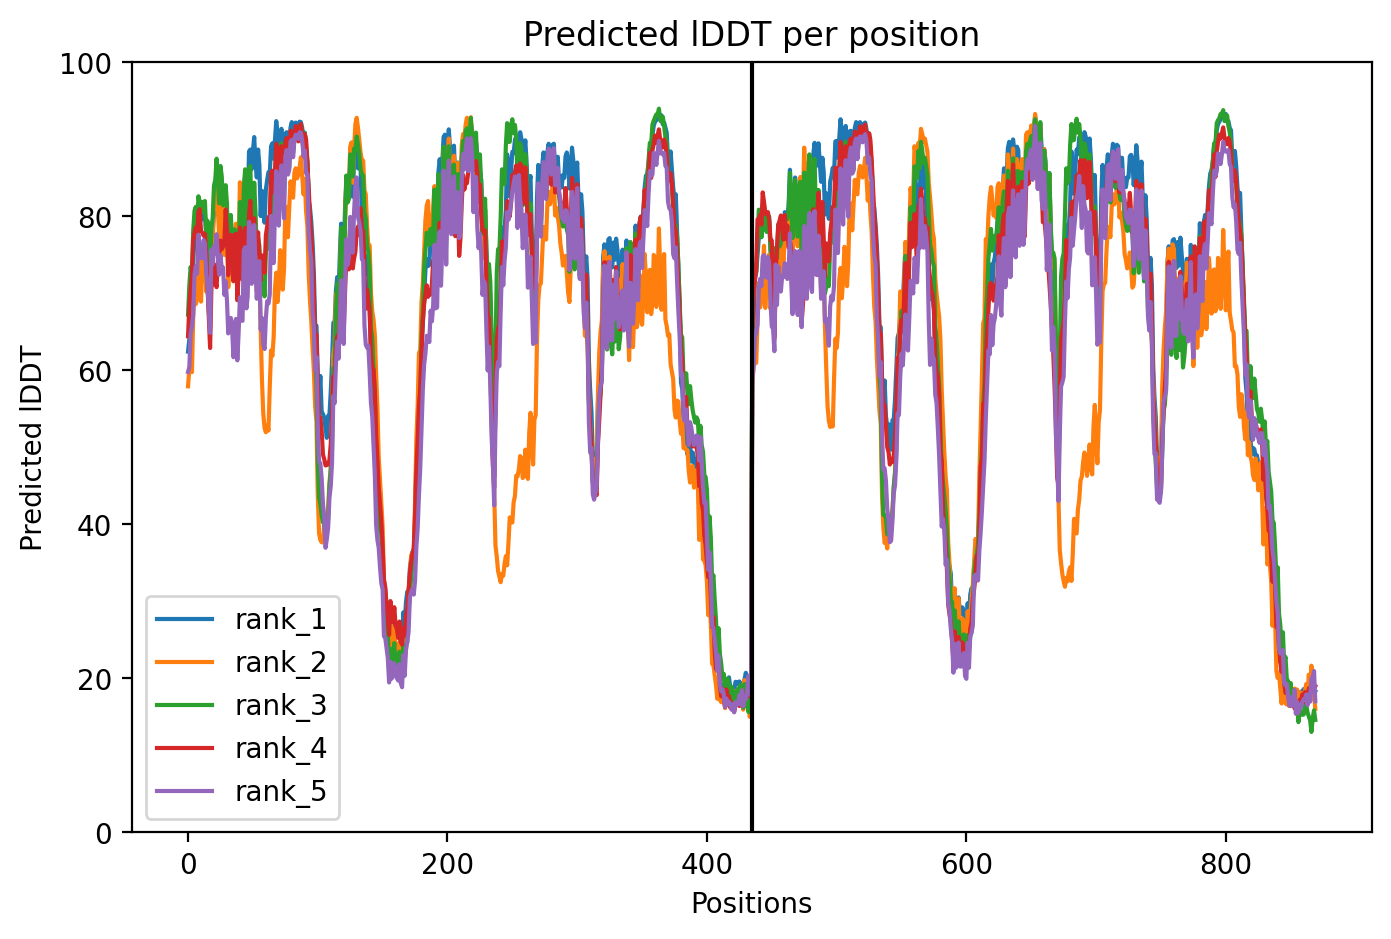 Predicted lDDT per position
100
80
60
40
20
0
Predicted lDDT
rank_1
rank_2
rank_3
rank_4
rank_5
0 200 400 600 800
Positions